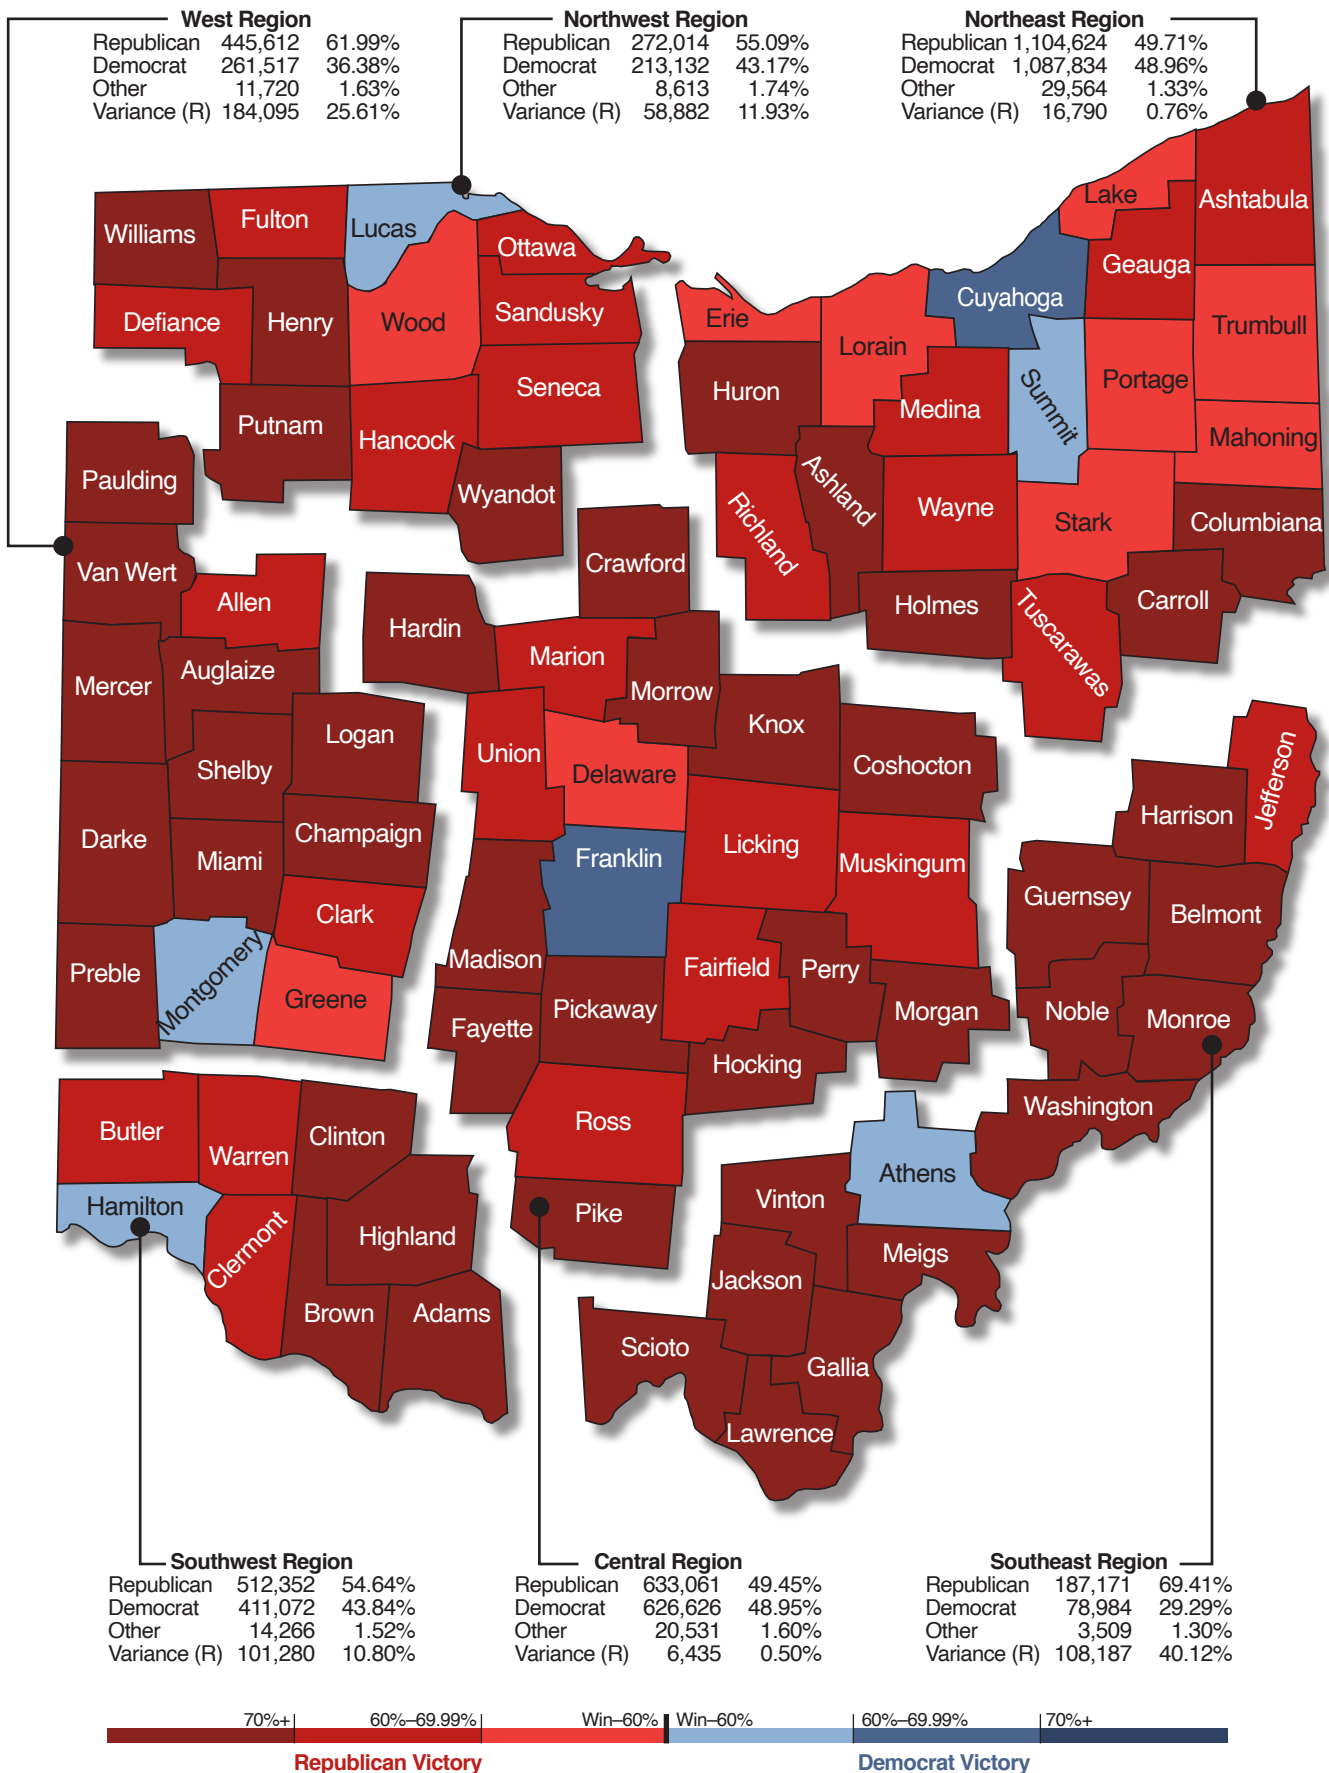 West Region
Republican 445,612 61.99%
Democrat 261,517 36.38%
Other 11,720 1.63%
Variance (R) 184,095 25.61%
Northwest Region
Republican 272,014 55.09%
Democrat 213,132 43.17%
Other 8,613 1.74%
Variance (R) 58,882 11.93%
Northeast Region
Republican 1,104,624 49.71%
Democrat 1,087,834 48.96%
Other 29,564 1.33%
Variance (R) 16,790 0.76%
Williams
Fulton
Lucas
Ottawa
Defiance
Henry
Wood
Sandusky
Seneca
Putnam
Hancock
Wyandot
Lake
Ashtabula
Geauga
Cuyahoga
Erie
Lorain
Trumbull
Huron
Medina
Summit
Portage
Mahoning
Richland
Ashland
Wayne
Stark
Columbiana
Holmes
Tuscarawas
Carroll
Paulding
Van Wert
Allen
Mercer
Auglaize
Logan
Shelby
Darke
Champaign
Miami
Clark
Preble
Montgomery
Greene
Crawford
Hardin
Marion
Morrow
Knox
Union
Delaware
Coshocton
Licking
Franklin
Muskingum
Madison
Fairfield
Perry
Pickaway
Fayette
Morgan
Hocking
Ross
Pike
Jefferson
Harrison
Guernsey
Belmont
Noble
Monroe
Washington
Athens
Vinton
Meigs
Jackson
Scioto
Gallia
Lawrence
Butler
Warren
Clinton
Hamilton
Clermont
Highland
Brown
Adams
Southwest Region
Republican 512,352 54.64%
Democrat 411,072 43.84%
Other 14,266 1.52%
Variance (R) 101,280 10.80%
Central Region
Republican 633,061 49.45%
Democrat 626,626 48.95%
Other 20,531 1.60%
Variance (R) 6,435 0.50%
Southeast Region
Republican 187,171 69.41%
Democrat 78,984 29.29%
Other 3,509 1.30%
Variance (R) 108,187 40.12%
70%+ 60%–69.99% Win–60% Win–60% 60%–69.99% 70%+
Republican Victory Democrat Victory